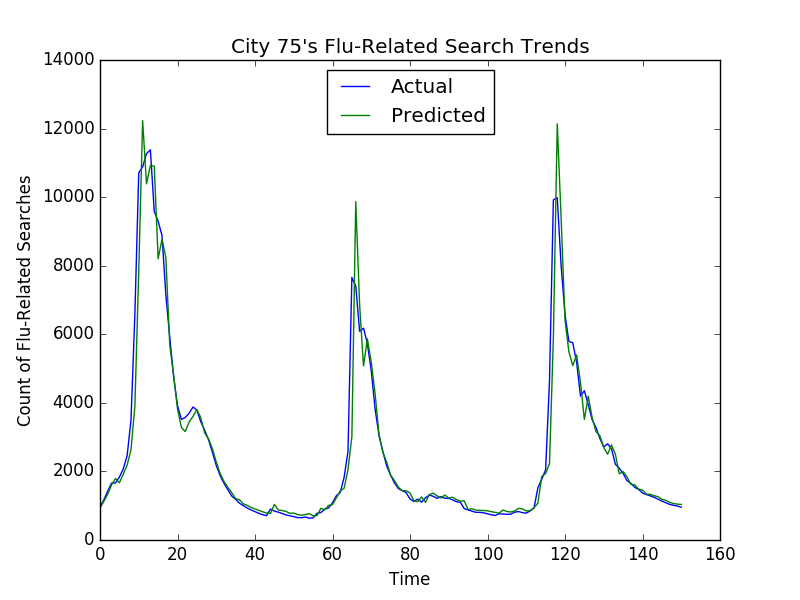 City 75's Flu-Related Search Trends
Actual
Predicted
Count of Flu-Related Searches
14000
12000
10000
8000
6000
4000
2000
0
0 20 40 60 80 100 120 140 160
Time